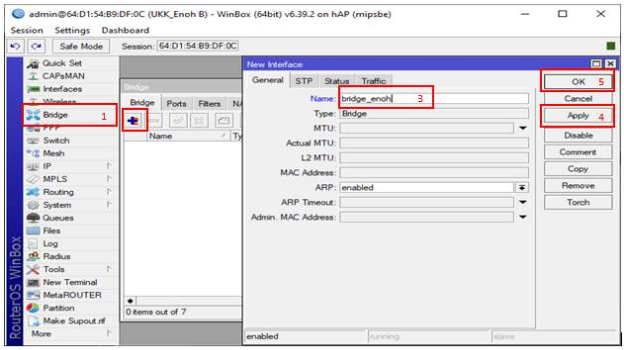 admin@64:D1:54:B9:DF:0C (UKK_Enoh B) - WinBox (64bit) v6.39.2 on hAP (mipsbe)
Session Settings Dashboard
Safe Mode Session: 64:D1:54:B9:DF:0C
Quick Set
CAPsMAN
Interfaces
Wireless
Bridge 1
PPP
Switch
Mesh
IP
MPLS
Routing
System
Queues
Files
Log
Radius
Tools
New Terminal
MetaROUTER
Partition
Make Supout.rif
More
RouterOS WinBox
Bridge
Bridge Ports Filters NA
Name Ty
0 items out of 7
New Interface
General STP Status Traffic
Name: bridge_enoh 3
Type: Bridge
MTU:
Actual MTU:
L2 MTU:
MAC Address:
ARP: enabled
ARP Timeout:
Admin. MAC Address:
OK 5
Cancel
Apply 4
Disable
Comment
Copy
Remove
Torch
enabled running slave